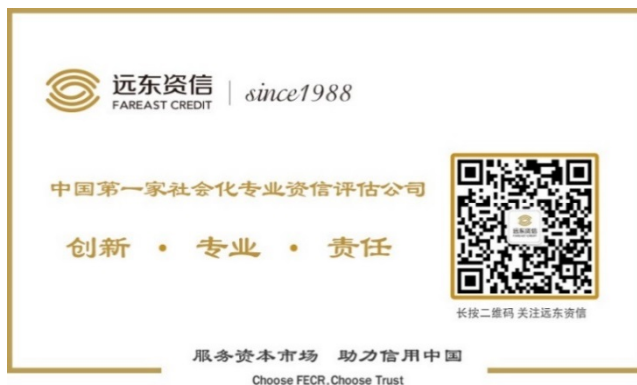 远东资信
FAREAST CREDIT
since1988
中国第一家社会化专业资信评估公司
创新 · 专业 · 责任
远东资信
长按二维码 关注远东资信
服务资本市场 助力信用中国
Choose FECR.Choose Trust